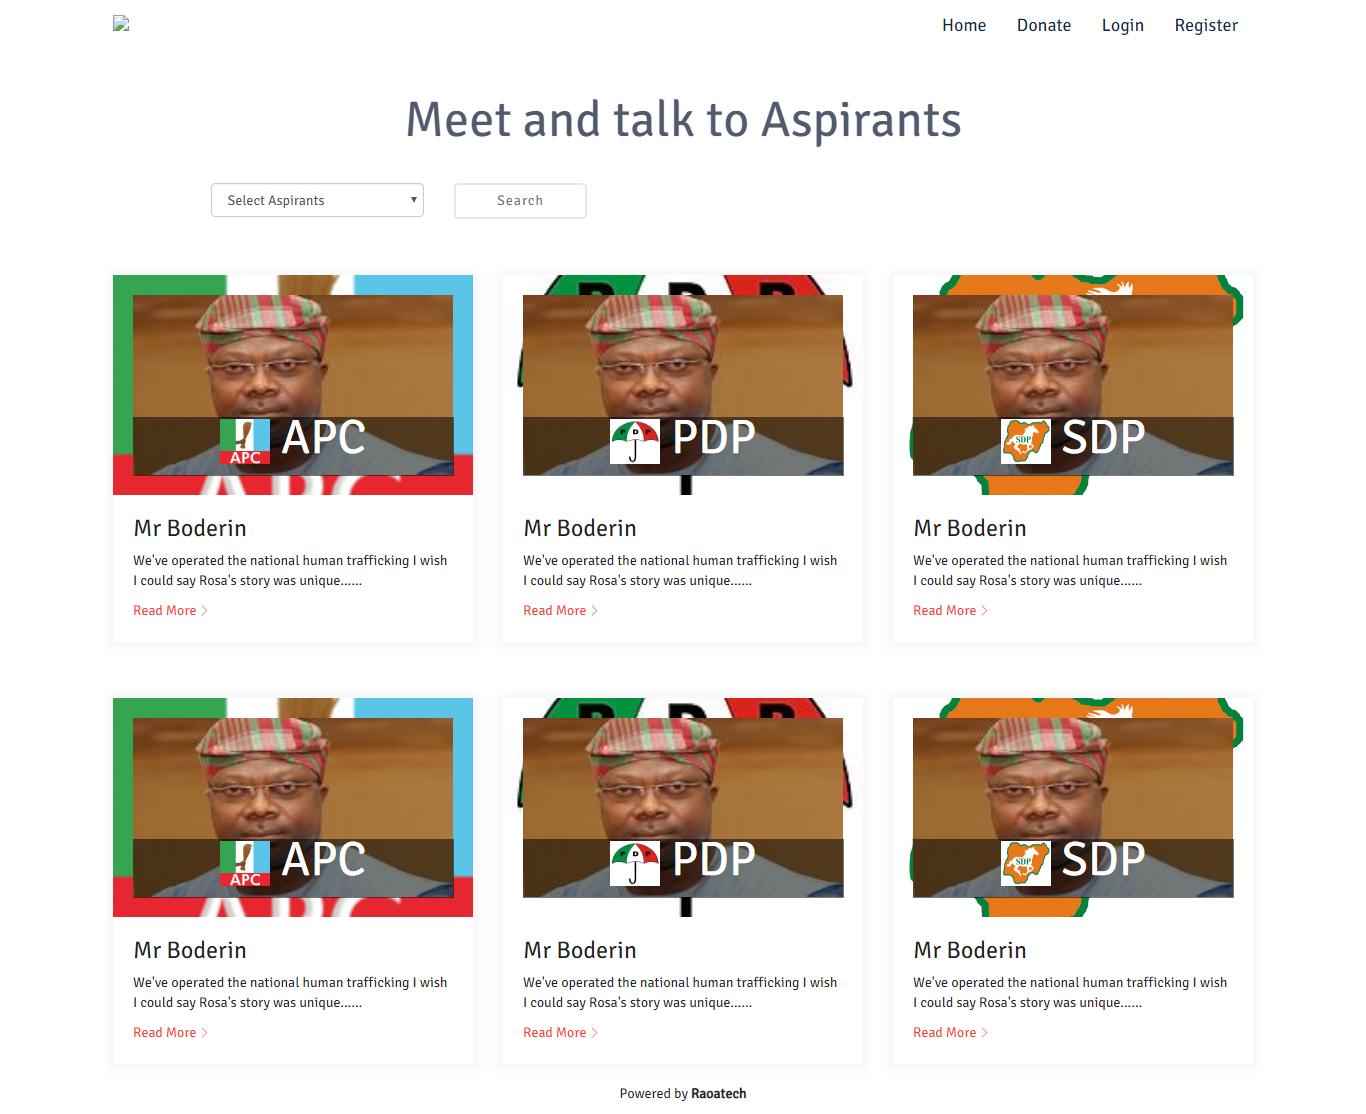 Home Donate Login Register
Meet and talk to Aspirants
Select Aspirants Search
PDP
APC APC PDP PDP SDP SDP
APC
Mr Boderin Mr Boderin Mr Boderin
We've operated the national human trafficking I wish We've operated the national human trafficking I wish We've operated the national human trafficking I wish
I could say Rosa's story was unique...... I could say Rosa's story was unique...... I could say Rosa's story was unique......
Read More Read More Read More
PDP
APC APC PDP PDP SDP SDP
APC
Mr Boderin Mr Boderin Mr Boderin
We've operated the national human trafficking I wish We've operated the national human trafficking I wish We've operated the national human trafficking I wish
I could say Rosa's story was unique...... I could say Rosa's story was unique...... I could say Rosa's story was unique......
Read More Read More Read More
Powered by Raoatech